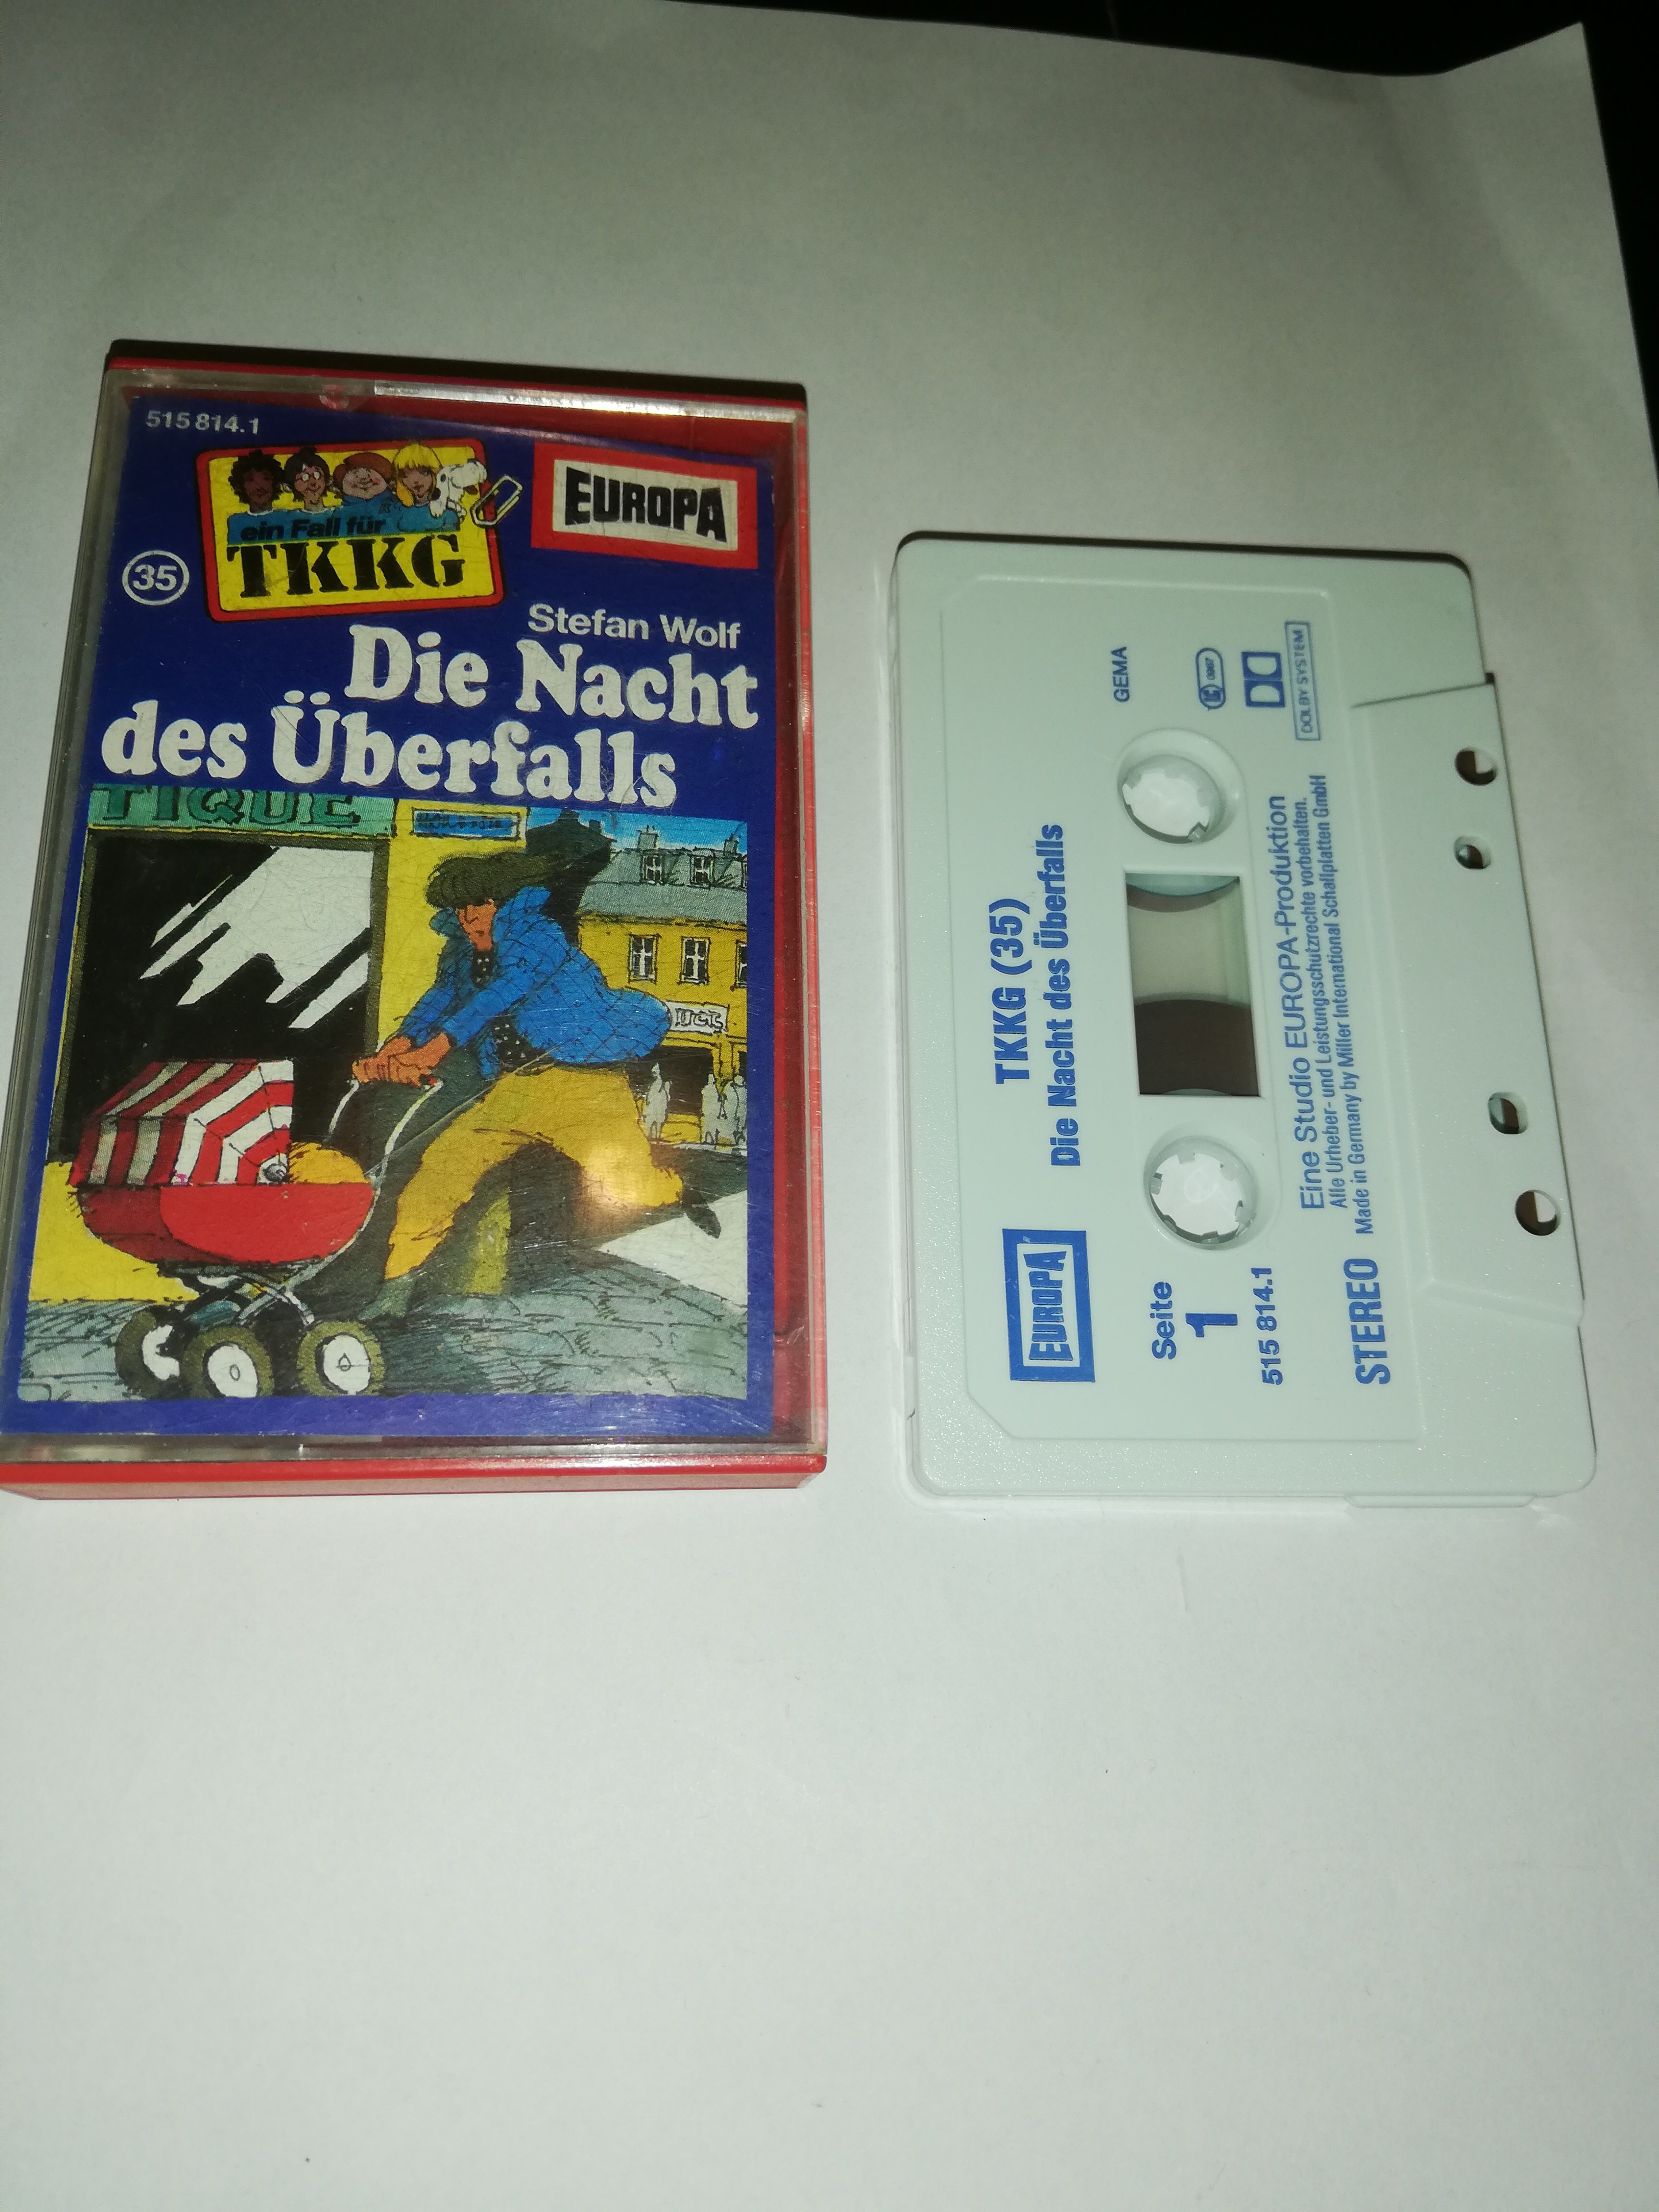 515 814.1
ein Fall für
TKKG
EUROPA
35
Stefan Wolf
Die Nacht
des Überfalls
TIQUE
EUROPA
TKKG (35)
Die Nacht des Überfalls
GEMA
Seite
1
515 814.1
LC 0067
DOLBY SYSTEM
Eine Studio EUROPA-Produktion
Alle Urheber- und Leistungsschutzrechte vorbehalten.
STEREO
Made in Germany by Miller International Schallplatten GmbH